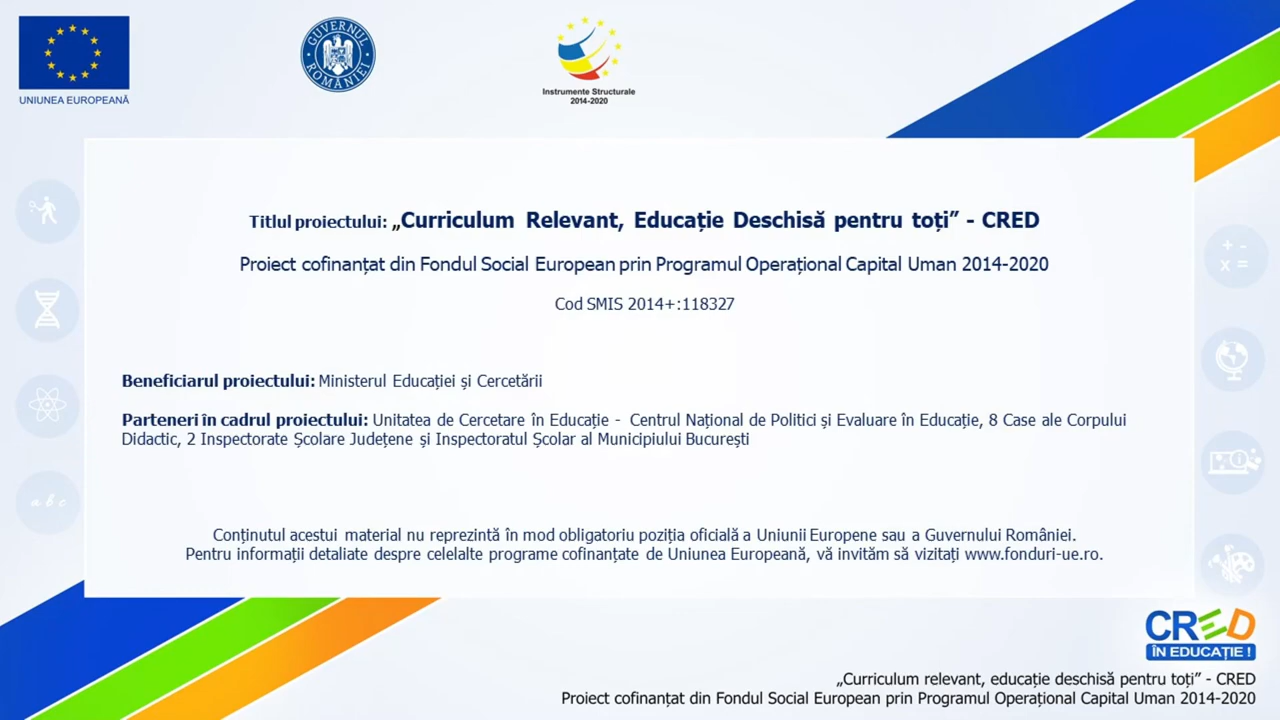 UNIUNEA EUROPEANĂ
GUVERNUL ROMÂNIEI
Instrumente Structurale
2014-2020
Titlul proiectului: „Curriculum Relevant, Educație Deschisă pentru toți” - CRED
Proiect cofinanțat din Fondul Social European prin Programul Operațional Capital Uman 2014-2020
Cod SMIS 2014+:118327
Beneficiarul proiectului: Ministerul Educației și Cercetării
Parteneri în cadrul proiectului: Unitatea de Cercetare în Educație - Centrul Național de Politici și Evaluare în Educație, 8 Case ale Corpului
Didactic, 2 Inspectorate Școlare Județene și Inspectoratul Școlar al Municipiului București
Conținutul acestui material nu reprezintă în mod obligatoriu poziția oficială a Uniunii Europene sau a Guvernului României.
Pentru informații detaliate despre celelalte programe cofinanțate de Uniunea Europeană, vă invităm să vizitați www.fonduri-ue.ro.
+ -
x =
a b c
CRED
ÎN EDUCAȚIE !
„Curriculum relevant, educație deschisă pentru toți” - CRED
Proiect cofinanțat din Fondul Social European prin Programul Operațional Capital Uman 2014-2020